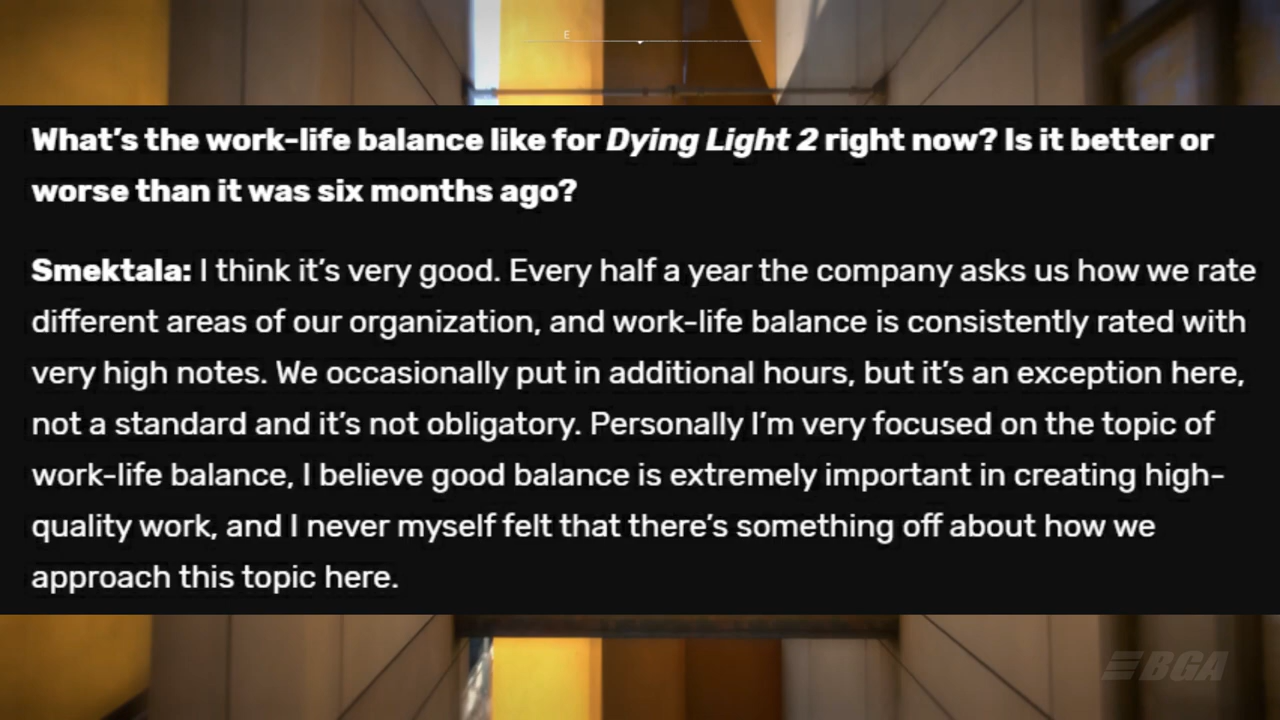 E
What's the work-life balance like for Dying Light 2 right now? Is it better or
worse than it was six months ago?
Smektala: I think it's very good. Every half a year the company asks us how we rate
different areas of our organization, and work-life balance is consistently rated with
very high notes. We occasionally put in additional hours, but it's an exception here,
not a standard and it's not obligatory. Personally I'm very focused on the topic of
work-life balance, I believe good balance is extremely important in creating high-
quality work, and I never myself felt that there's something off about how we
approach this topic here.
BGA